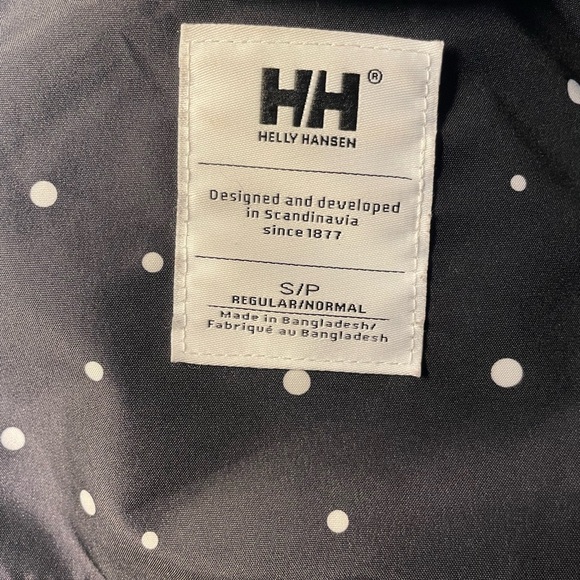 HH®
HELLY HANSEN
Designed and developed
in Scandinavia
since 1877
S/P
REGULAR/NORMAL
Made in Bangladesh/
Fabriqué au Bangladesh